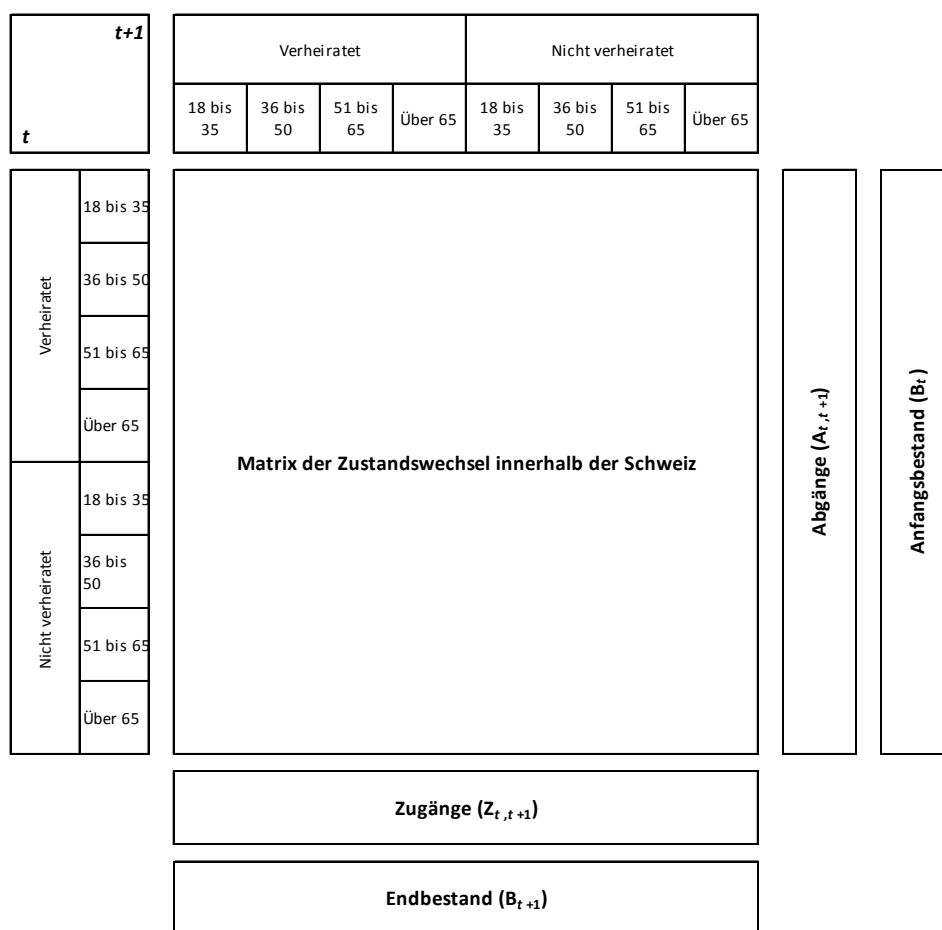 t+1
t
Verheiratet
Nicht verheiratet
18 bis
35
36 bis
50
51 bis
65
Über 65
18 bis
35
36 bis
50
51 bis
65
Über 65
Verheiratet
18 bis 35
36 bis 50
51 bis 65
Über 65
Nicht verheiratet
18 bis 35
36 bis
50
51 bis 65
Über 65
Matrix der Zustandswechsel innerhalb der Schweiz
Abgänge (At,t+1)
Anfangsbestand (Bt)
Zugänge (Zt,t+1)
Endbestand (Bt+1)